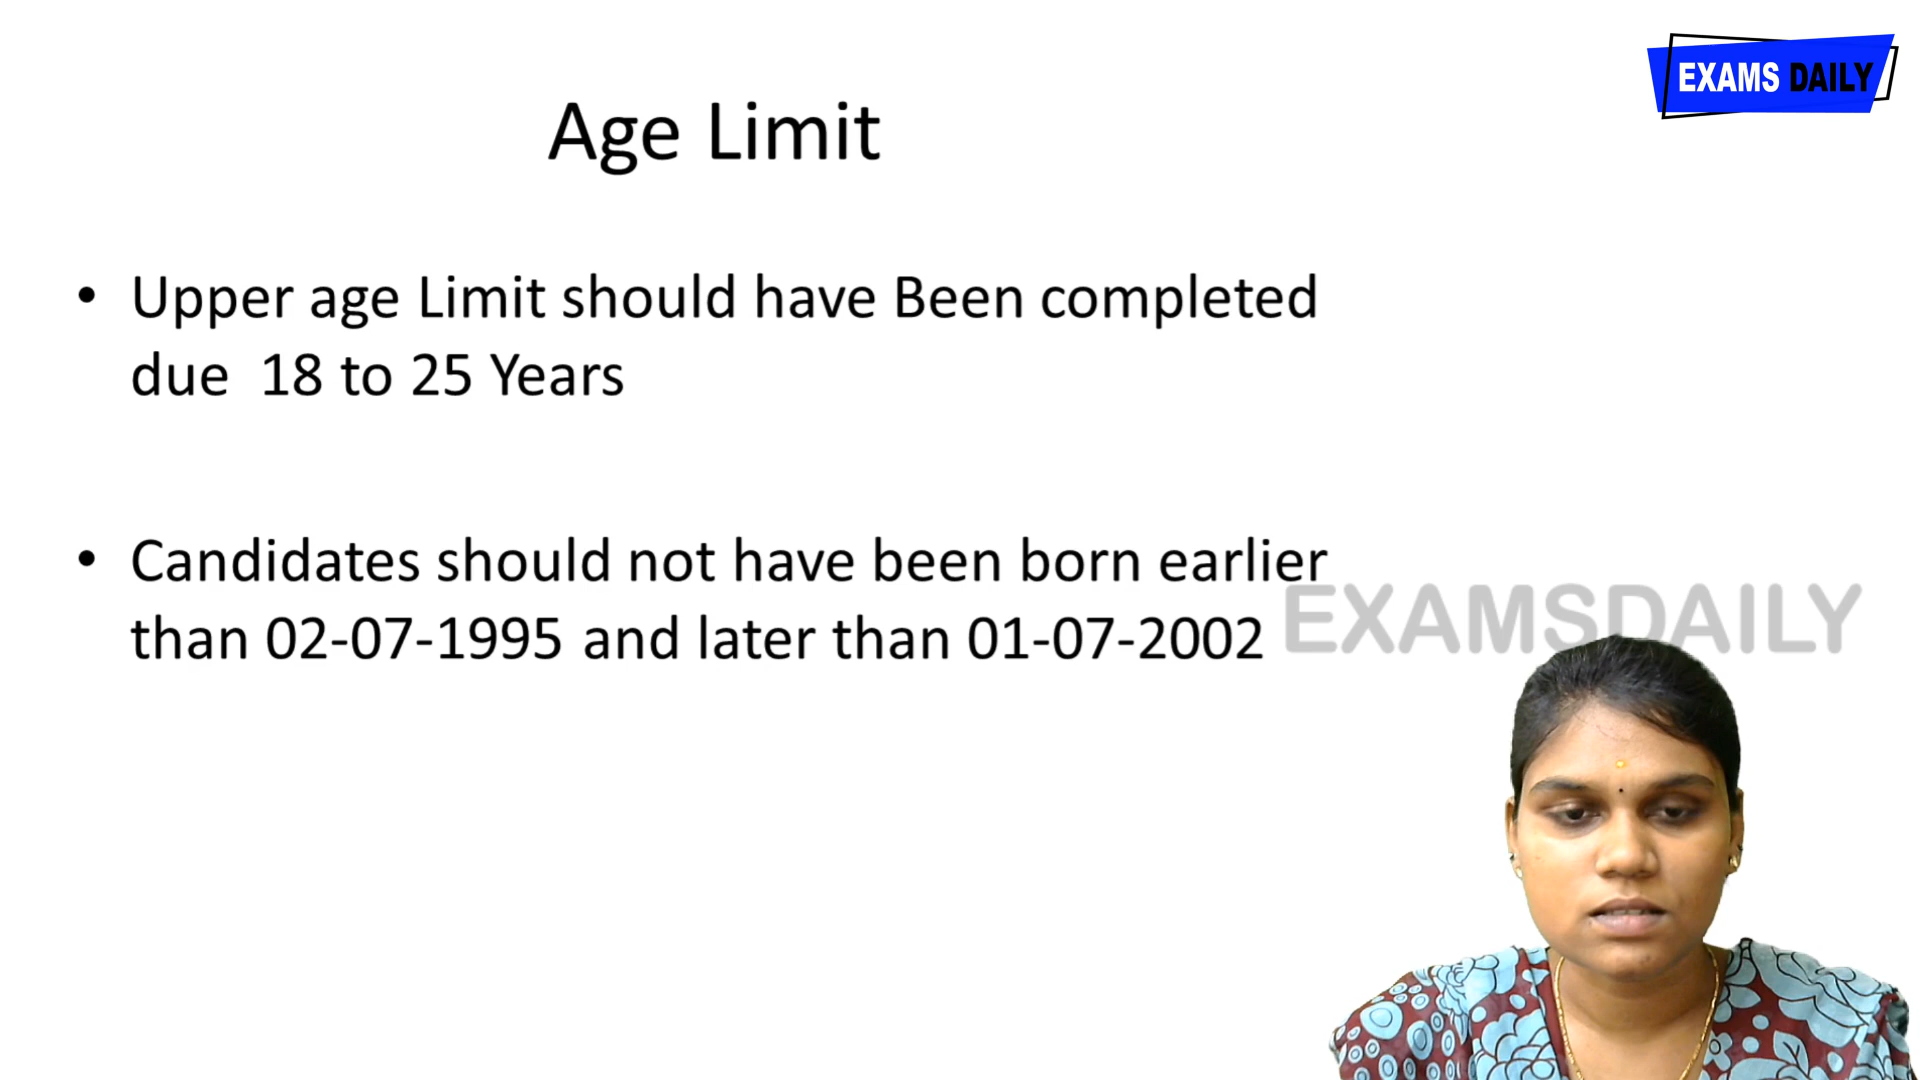 EXAMS DAILY
Age Limit
• Upper age Limit should have Been completed
due 18 to 25 Years
• Candidates should not have been born earlier
than 02-07-1995 and later than 01-07-2002
EXAMSDAILY